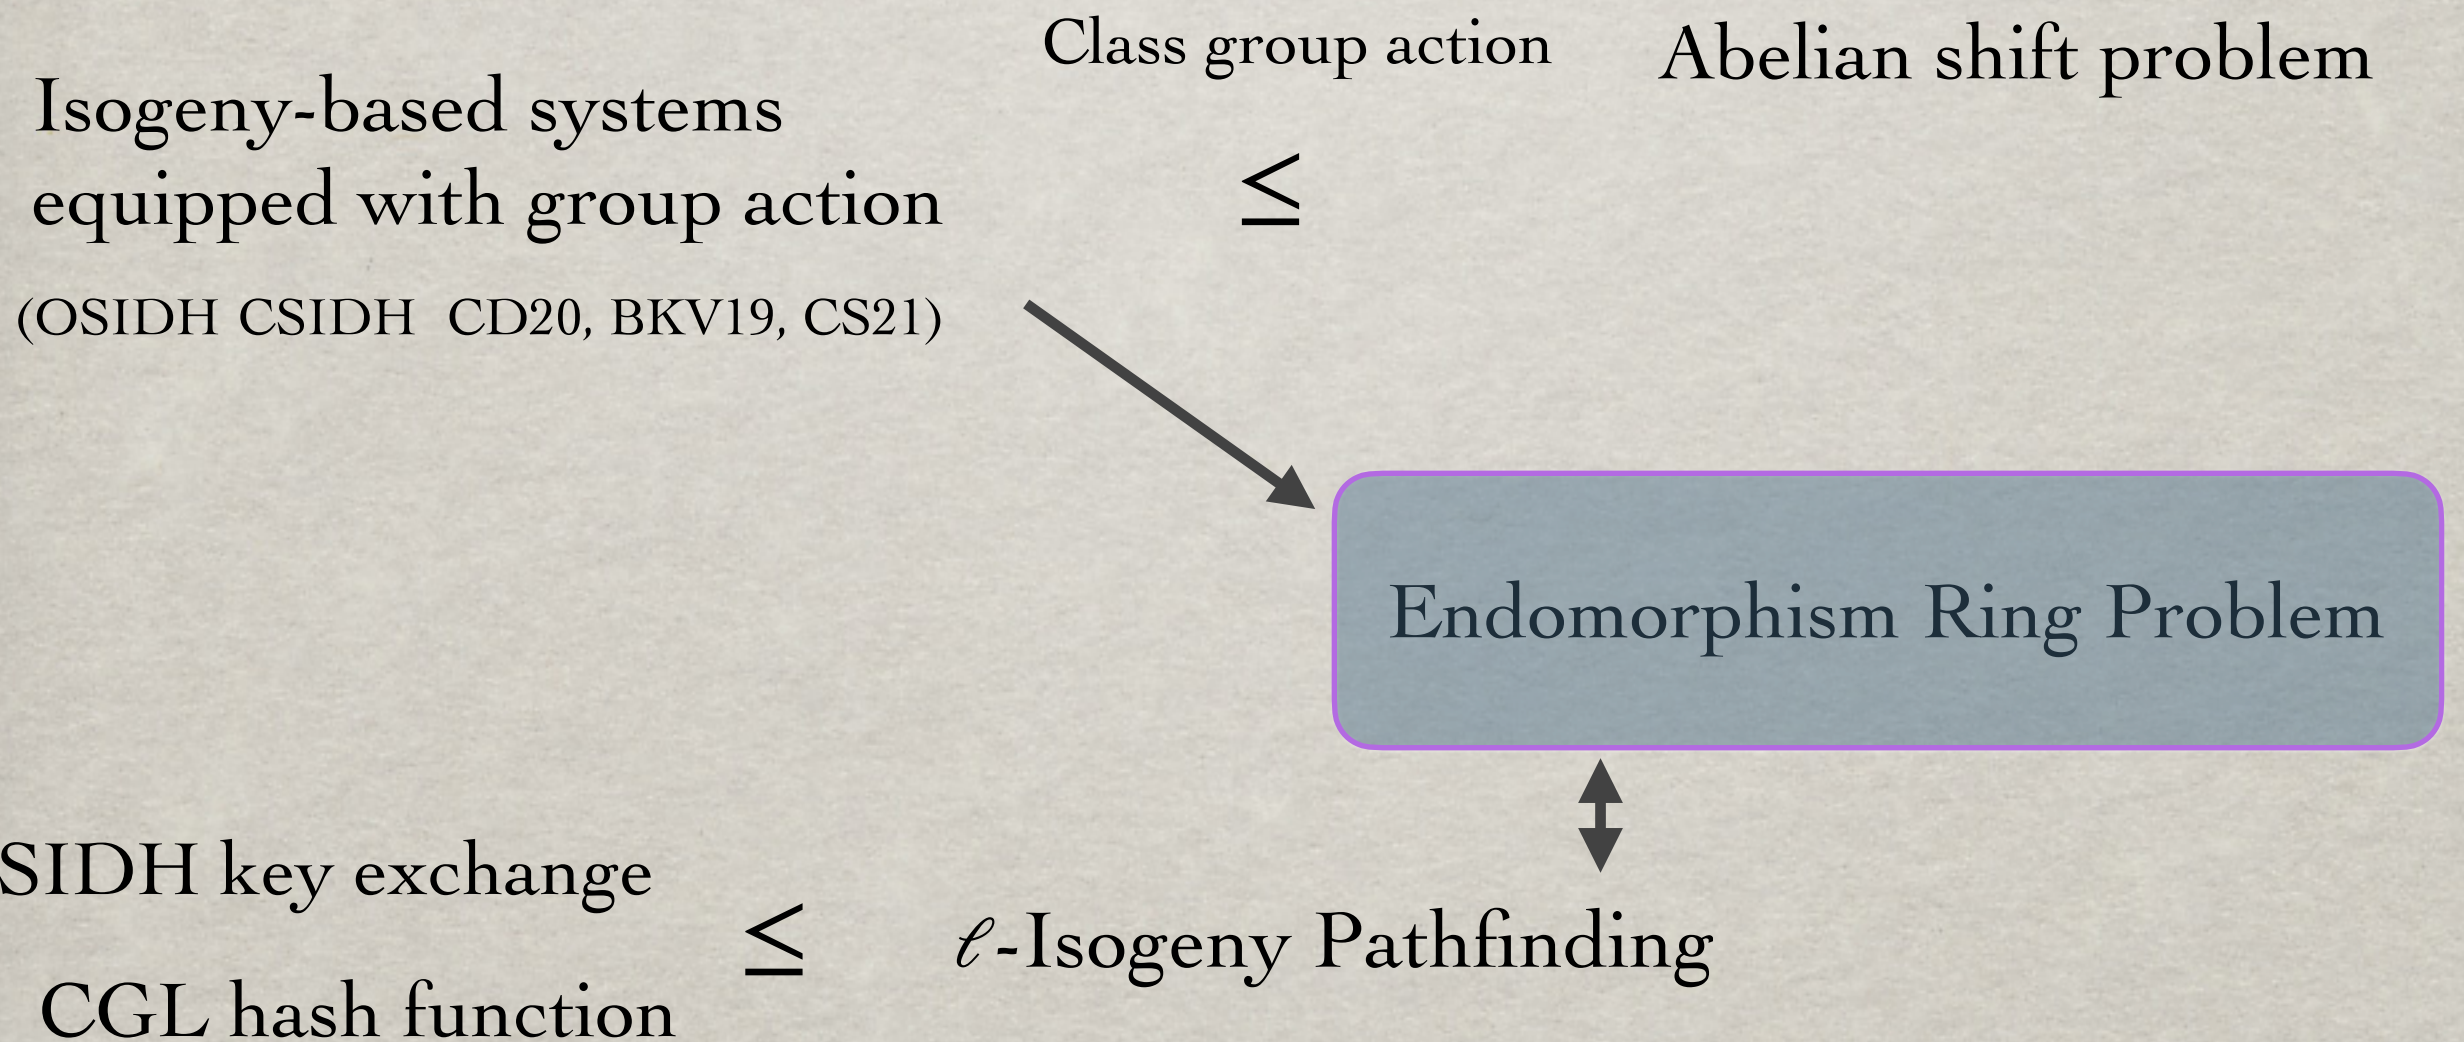 Class group action
Abelian shift problem
Isogeny-based systems
equipped with group action
≤
(OSIDH CSIDH CD20, BKV19, CS21)
Endomorphism Ring Problem
SIDH key exchange
≤
ℓ-Isogeny Pathfinding
CGL hash function